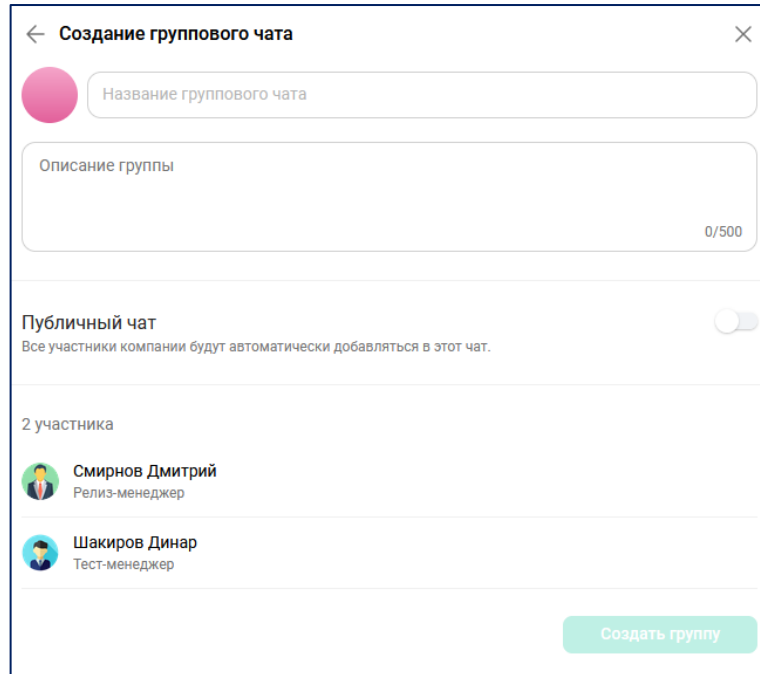 Создание группового чата
Название группового чата
Описание группы
0/500
Публичный чат
Все участники компании будут автоматически добавляться в этот чат.
2 участника
Смирнов Дмитрий
Релиз-менеджер
Шакиров Динар
Тест-менеджер
Создать группу